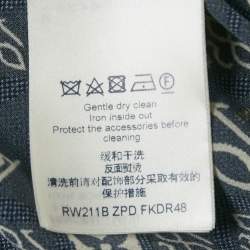 Gentle dry clean
Iron inside out
Protect the accessories before
cleaning
缓和干洗
反面熨烫
清洗前请对配饰部分采取有效的
保护措施
RW211B ZPD FKDR48